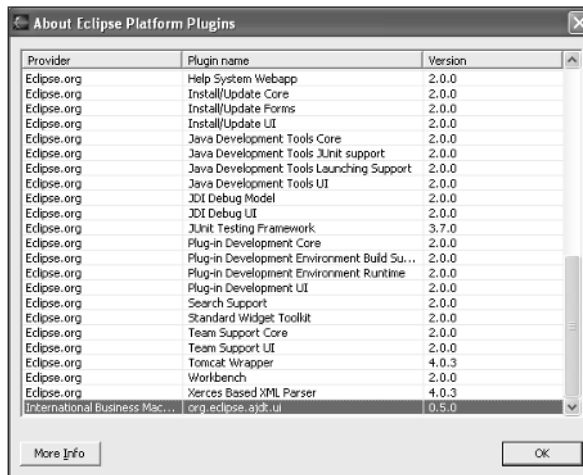 About Eclipse Platform Plugins
Provider Plugin name Version
Eclipse.org Help System Webapp 2.0.0
Eclipse.org Install/Update Core 2.0.0
Eclipse.org Install/Update Forms 2.0.0
Eclipse.org Install/Update UI 2.0.0
Eclipse.org Java Development Tools Core 2.0.0
Eclipse.org Java Development Tools JUnit support 2.0.0
Eclipse.org Java Development Tools Launching Support 2.0.0
Eclipse.org Java Development Tools UI 2.0.0
Eclipse.org JDI Debug Model 2.0.0
Eclipse.org JDI Debug UI 2.0.0
Eclipse.org JUnit Testing Framework 3.7.0
Eclipse.org Plug-in Development Core 2.0.0
Eclipse.org Plug-in Development Environment Build Su... 2.0.0
Eclipse.org Plug-in Development Environment Runtime 2.0.0
Eclipse.org Plug-in Development UI 2.0.0
Eclipse.org Search Support 2.0.0
Eclipse.org Standard Widget Toolkit 2.0.0
Eclipse.org Team Support Core 2.0.0
Eclipse.org Team Support UI 2.0.0
Eclipse.org Tomcat Wrapper 4.0.3
Eclipse.org Workbench 2.0.0
Eclipse.org Xerces Based XML Parser 4.0.3
International Business Mac... org.eclipse.ajdt.ui 0.5.0
More Info OK